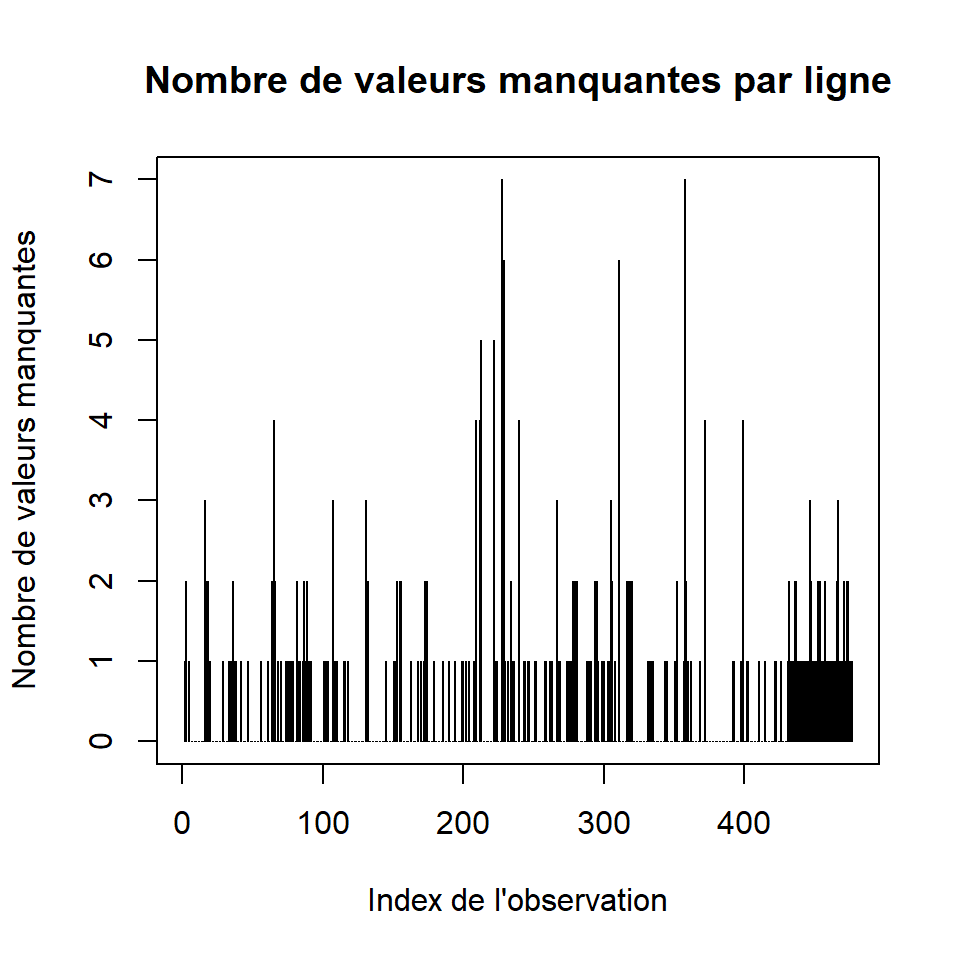 Nombre de valeurs manquantes par ligne
Nombre de valeurs manquantes
7
6
5
4
3
2
1
0
0 100 200 300 400
Index de l'observation